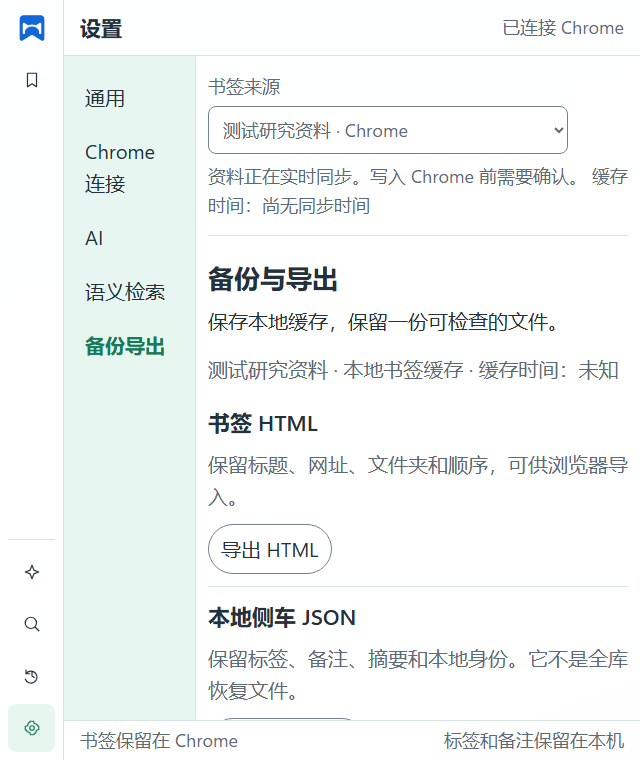 设置
已连接 Chrome
通用
Chrome
连接
AI
语义检索
备份导出
书签来源
测试研究资料 · Chrome
资料正在实时同步。写入 Chrome 前需要确认。 缓存
时间：尚无同步时间
备份与导出
保存本地缓存，保留一份可检查的文件。
测试研究资料 · 本地书签缓存 · 缓存时间：未知
书签 HTML
保留标题、网址、文件夹和顺序，可供浏览器导
入。
导出 HTML
本地侧车 JSON
保留标签、备注、摘要和本地身份。它不是全库
恢复文件。
书签保留在 Chrome
标签和备注保留在本机